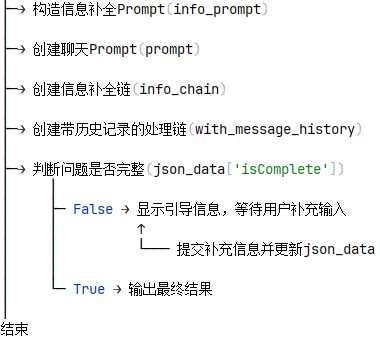 构造信息补全Prompt(info_prompt)
创建聊天Prompt(prompt)
创建信息补全链(info_chain)
创建带历史记录的处理链(with_message_history)
判断问题是否完整(json_data['isComplete'])
False → 显示引导信息，等待用户补充输入
↑
提交补充信息并更新json_data
True → 输出最终结果
结束